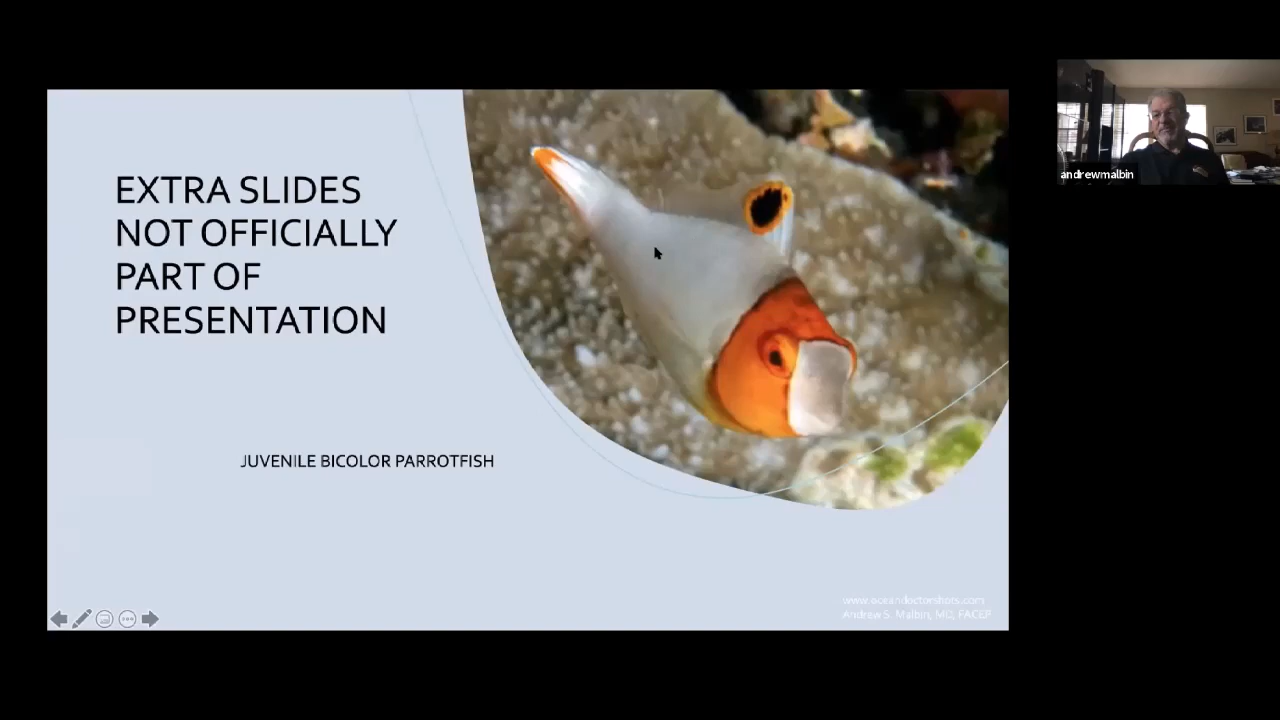 EXTRA SLIDES
NOT OFFICIALLY
PART OF
PRESENTATION
JUVENILE BICOLOR PARROTFISH
www.oceandoctorshots.com
Andrew S. Malbin, MD, FACEP
andrewmalbin